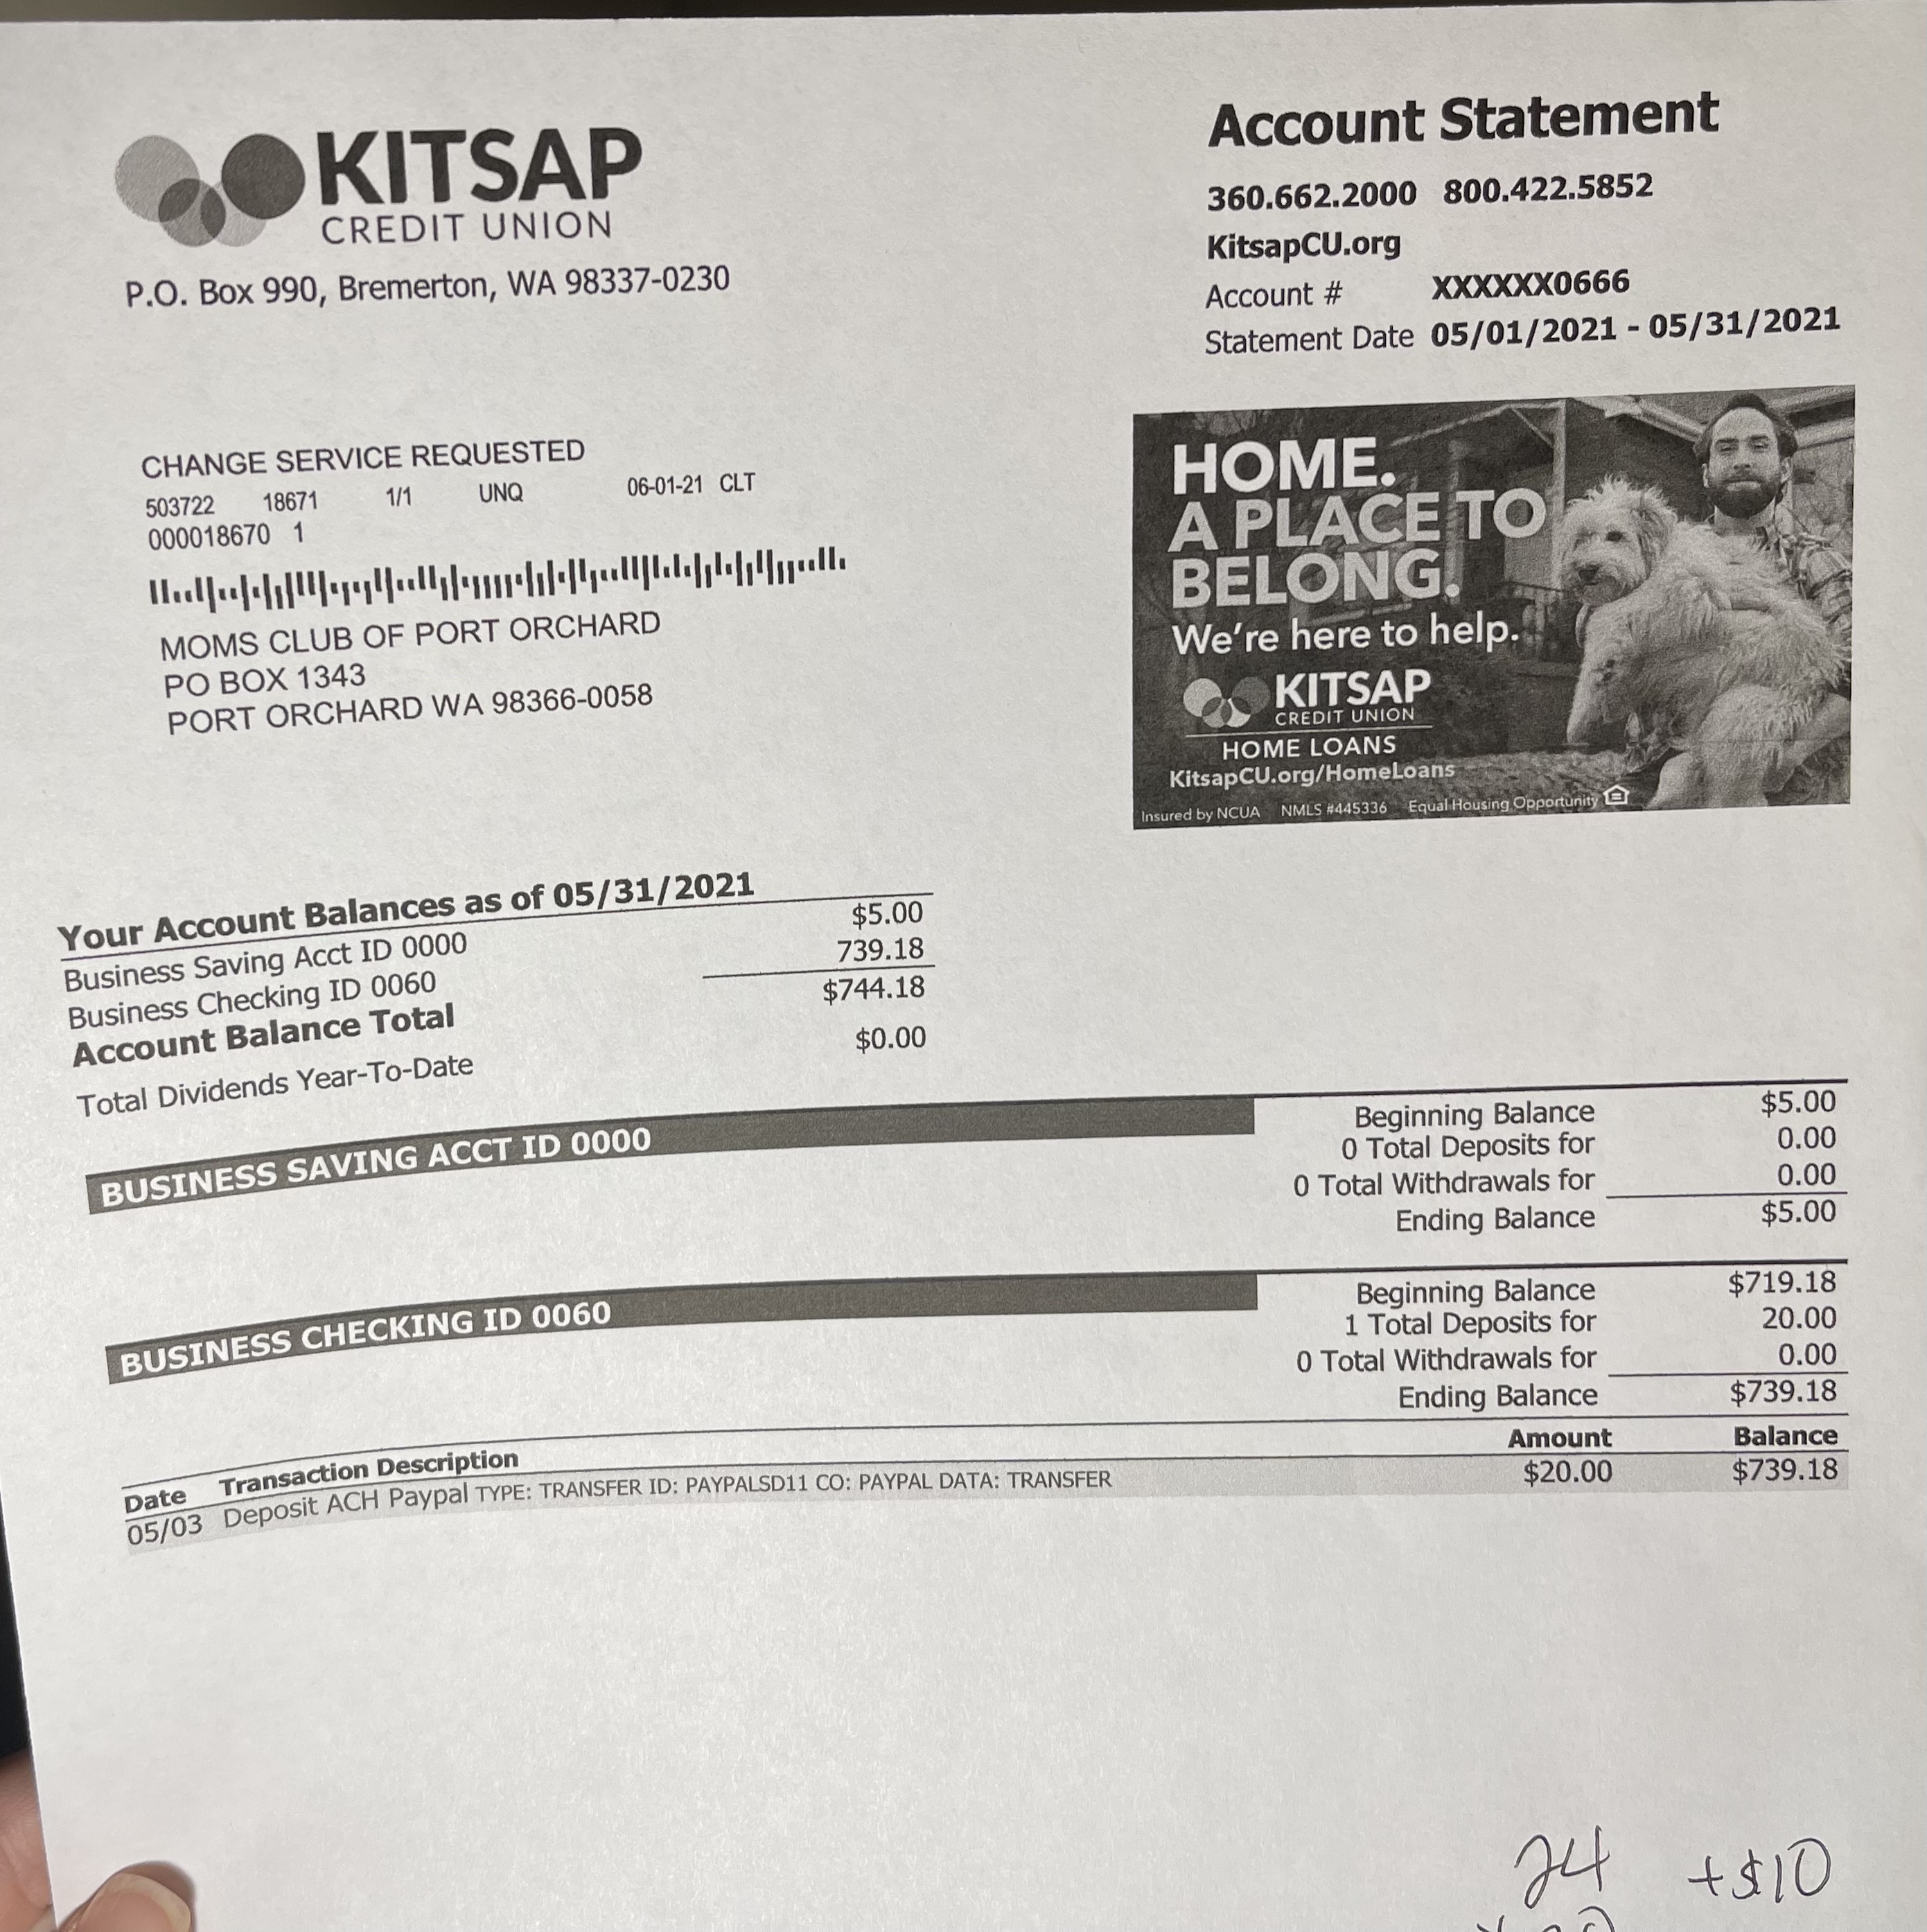 KITSAP
CREDIT UNION
P.O. Box 990, Bremerton, WA 98337-0230
Account Statement
360.662.2000 800.422.5852
KitsapCU.org
Account # XXXXXX0666
Statement Date 05/01/2021 - 05/31/2021
CHANGE SERVICE REQUESTED
503722 18671 1/1 UNQ 06-01-21 CLT
000018670 1
MOMS CLUB OF PORT ORCHARD
PO BOX 1343
PORT ORCHARD WA 98366-0058
HOME.
A PLACE TO
BELONG.
We're here to help.
KITSAP
CREDIT UNION
HOME LOANS
KitsapCU.org/HomeLoans
Insured by NCUA NMLS #445336 Equal Housing Opportunity
Your Account Balances as of 05/31/2021
Business Saving Acct ID 0000 $5.00
Business Checking ID 0060 739.18
Account Balance Total $744.18
Total Dividends Year-To-Date $0.00
BUSINESS SAVING ACCT ID 0000
Beginning Balance $5.00
0 Total Deposits for 0.00
0 Total Withdrawals for 0.00
Ending Balance $5.00
BUSINESS CHECKING ID 0060
Beginning Balance $719.18
1 Total Deposits for 20.00
0 Total Withdrawals for 0.00
Ending Balance $739.18
Date Transaction Description Amount Balance
05/03 Deposit ACH Paypal TYPE: TRANSFER ID: PAYPALSD11 CO: PAYPAL DATA: TRANSFER $20.00 $739.18
24 +$10